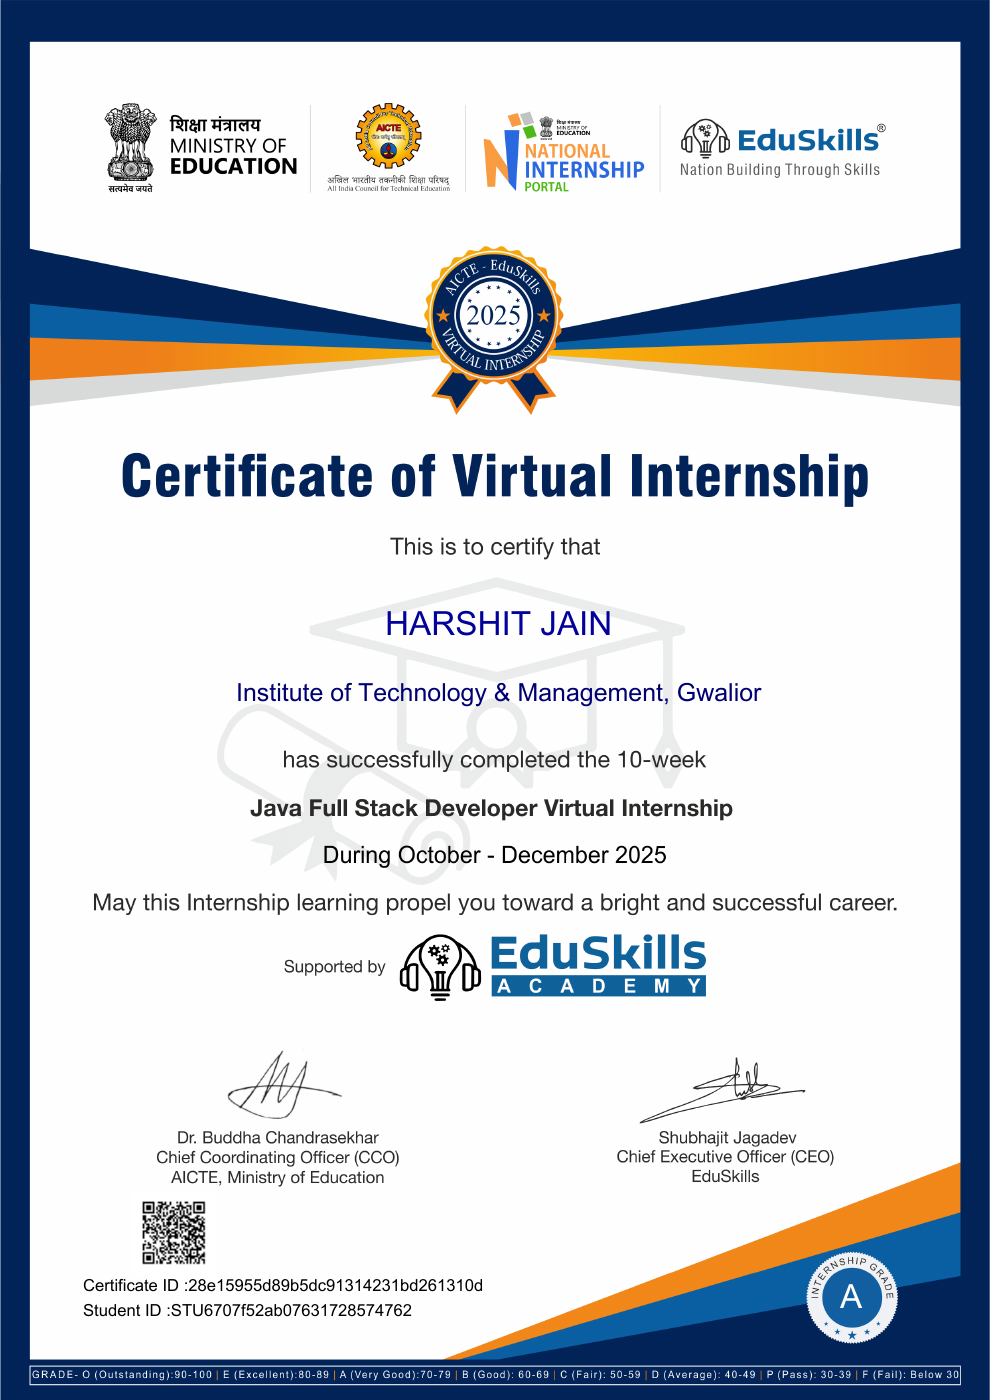 शिक्षा मंत्रालय
MINISTRY OF
EDUCATION
सत्यमेव जयते
AICTE
अखिल भारतीय तकनीकी शिक्षा परिषद्
All India Council for Technical Education
शिक्षा मंत्रालय
MINISTRY OF
EDUCATION
NATIONAL
INTERNSHIP
PORTAL
EduSkills®
Nation Building Through Skills
AICTE - EduSkills
2025
VIRTUAL INTERNSHIP
Certificate of Virtual Internship
This is to certify that
HARSHIT JAIN
Institute of Technology & Management, Gwalior
has successfully completed the 10-week
Java Full Stack Developer Virtual Internship
During October - December 2025
May this Internship learning propel you toward a bright and successful career.
Supported by
EduSkills
ACADEMY
Dr. Buddha Chandrasekhar
Chief Coordinating Officer (CCO)
AICTE, Ministry of Education
Shubhajit Jagadev
Chief Executive Officer (CEO)
EduSkills
Certificate ID :28e15955d89b5dc91314231bd261310d
Student ID :STU6707f52ab07631728574762
INTERNSHIP GRADE
A
GRADE- O (Outstanding):90-100 | E (Excellent):80-89 | A (Very Good):70-79 | B (Good): 60-69 | C (Fair): 50-59 | D (Average): 40-49 | P (Pass): 30-39 | F (Fail): Below 30